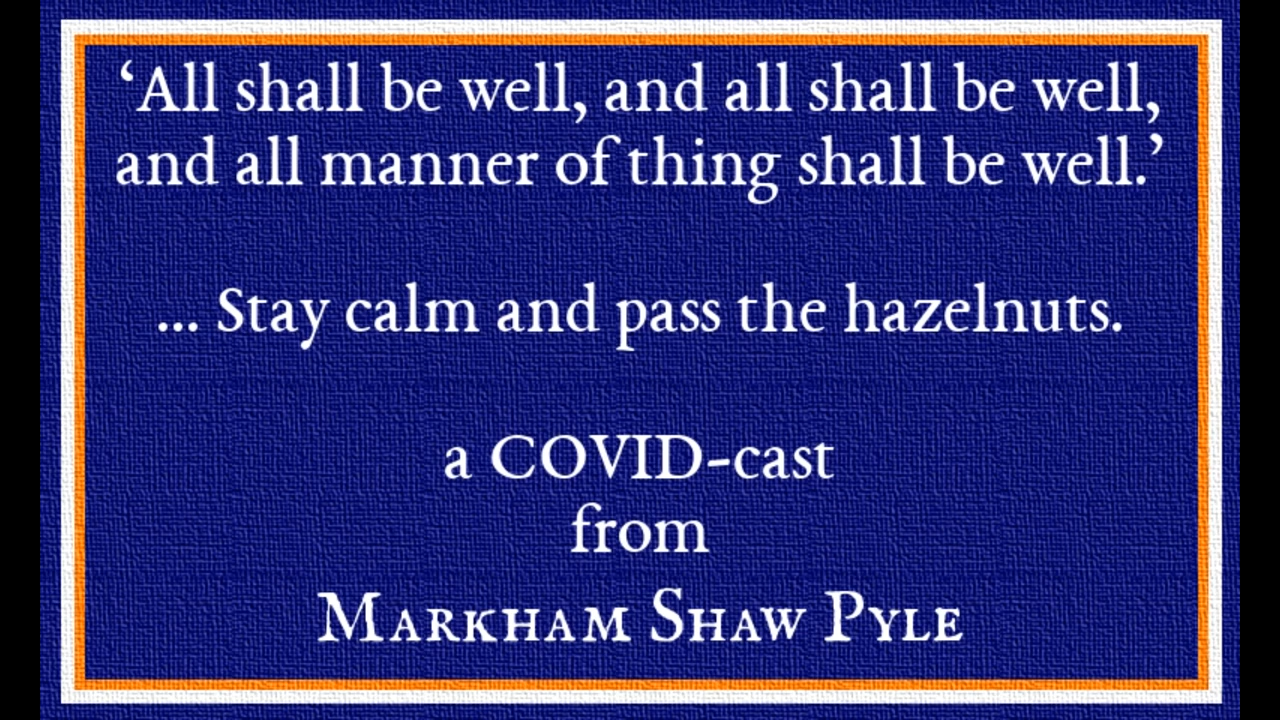 ‘All shall be well, and all shall be well,
and all manner of thing shall be well.’
... Stay calm and pass the hazelnuts.
a COVID-cast
from
Markham Shaw Pyle